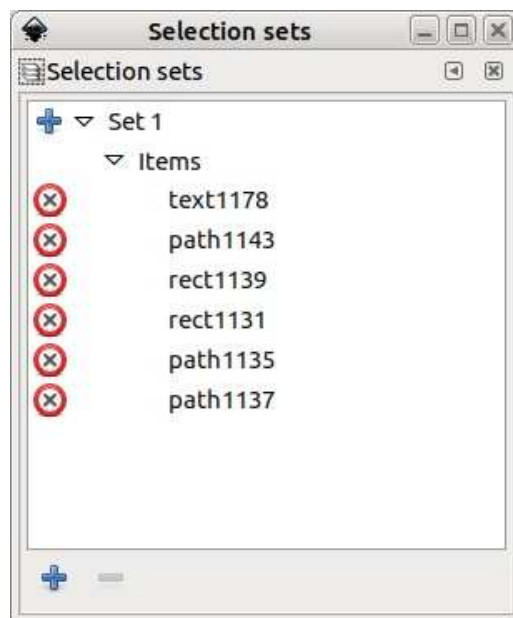 Selection sets
Selection sets
Set 1
Items
text1178
path1143
rect1139
rect1131
path1135
path1137